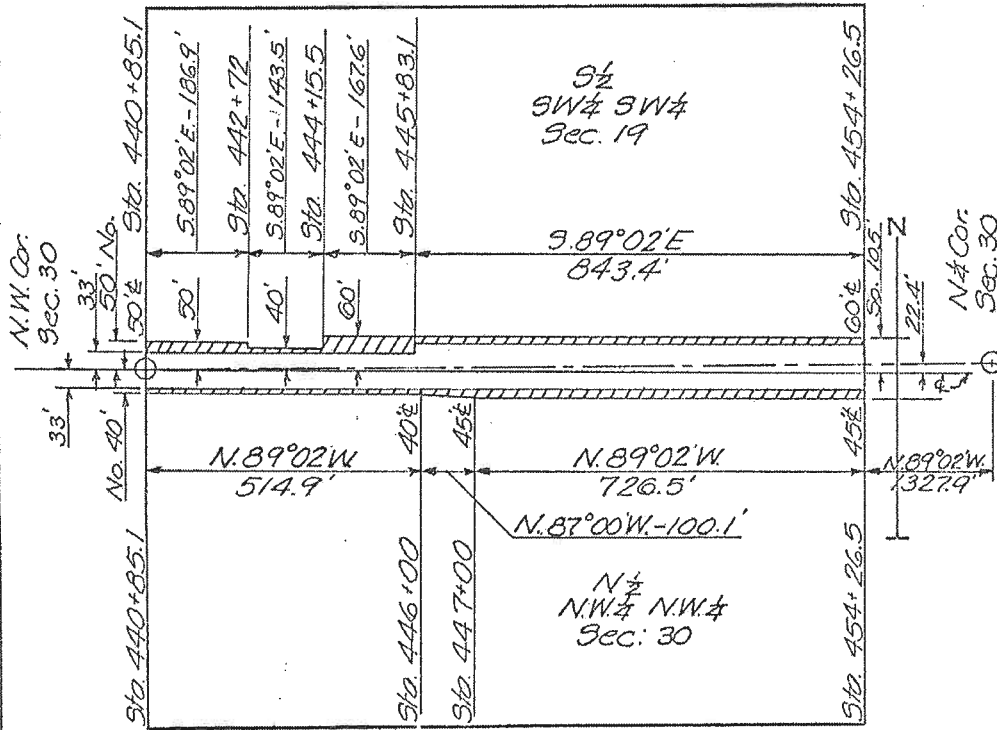 Sta. 440+85.1
S.89°02'E.-186.9'
Sta. 442+72
S.89°02'E.-143.5'
Sta. 444+15.5
S.89°02'E-167.6'
Sta. 445+83.1
S½
SW¼ SW¼
Sec. 19
Sta. 454+26.5
N.W. Cor.
Sec. 30
33'
50' No.
50'℄
50'
40'
60'
S.89°02'E
843.4'
60'℄
So. 10.5'
Z
22.4'
N¼ Cor.
Sec. 30
℄
33'
No. 40'
N.89°02'W.
514.9'
40'℄
45'℄
N.89°02'W.
726.5'
45'℄
N.89°02'W.
1327.9'
N.87°00'W.-100.1'
Sta. 440+85.1
Sta. 446+00
Sta. 447+00
N½
N.W.¼ N.W.¼
Sec. 30
Sta. 454+26.5